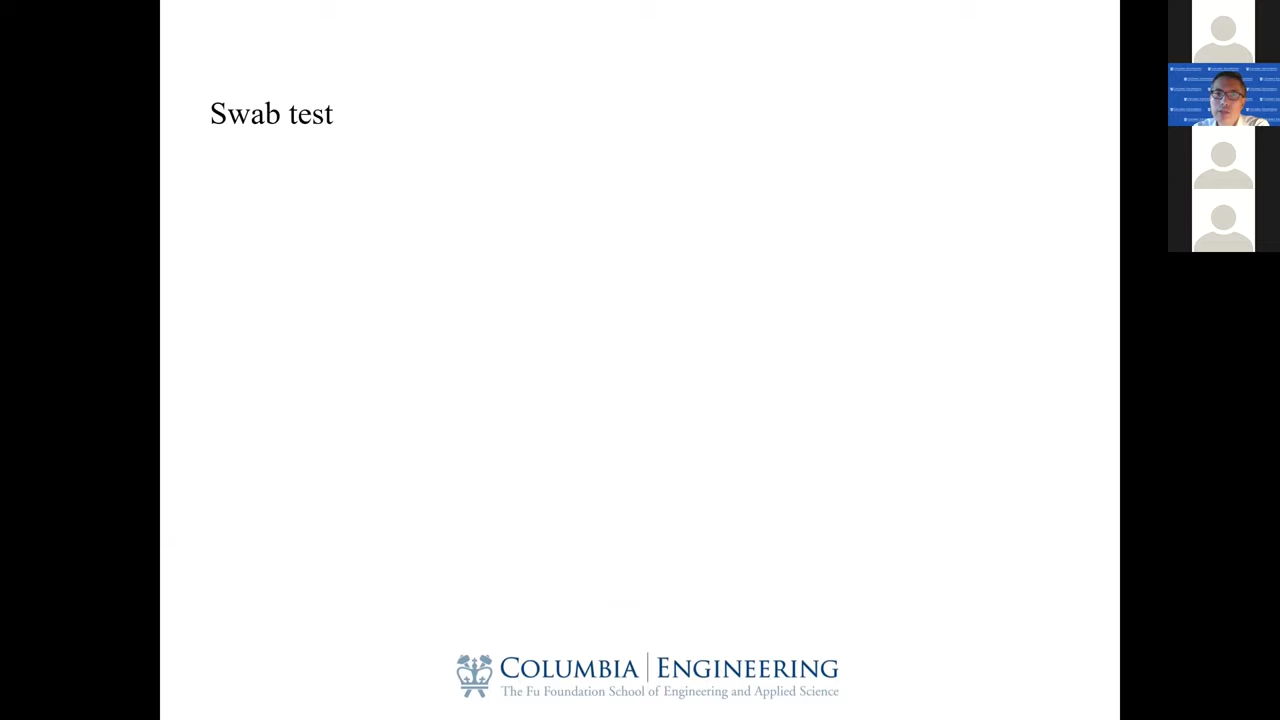 Swab test
COLUMBIA | ENGINEERING
The Fu Foundation School of Engineering and Applied Science